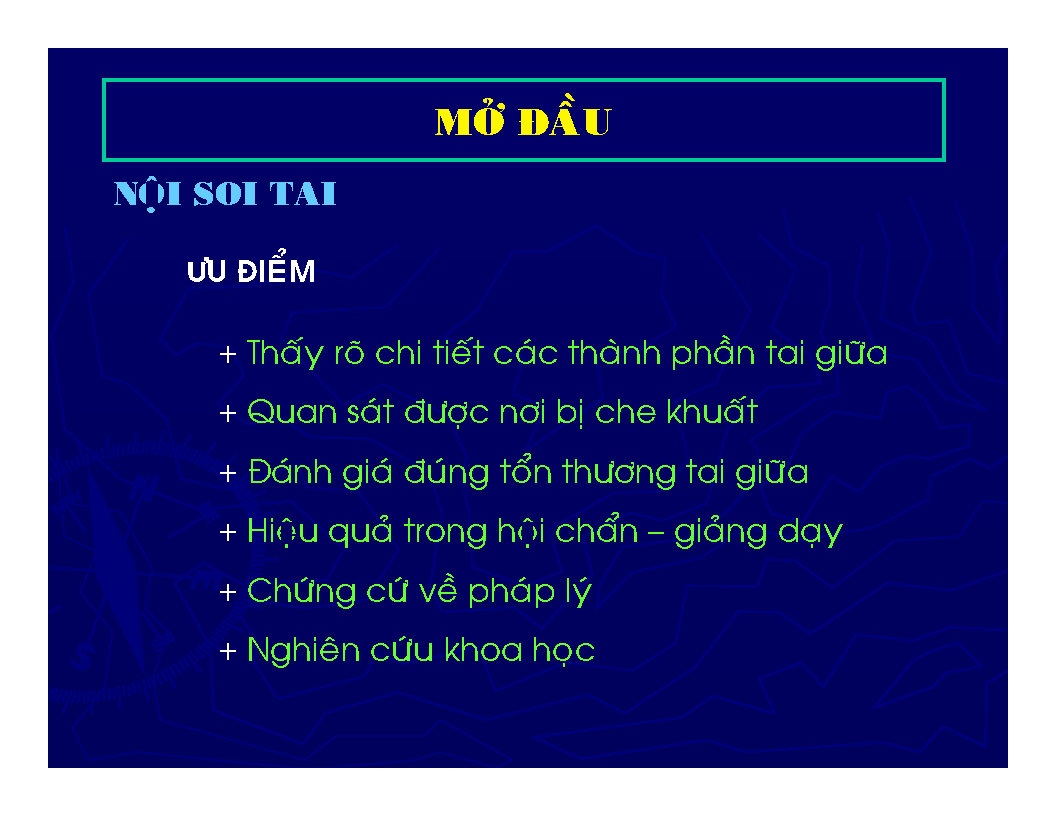 MỞ ĐẦU
NỘI SOI TAI
ƯU ĐIỂM
+ Thấy rõ chi tiết các thành phần tai giữa
+ Quan sát được nơi bị che khuất
+ Đánh giá đúng tổn thương tai giữa
+ Hiệu quả trong hội chẩn – giảng dạy
+ Chứng cứ về pháp lý
+ Nghiên cứu khoa học
N
S